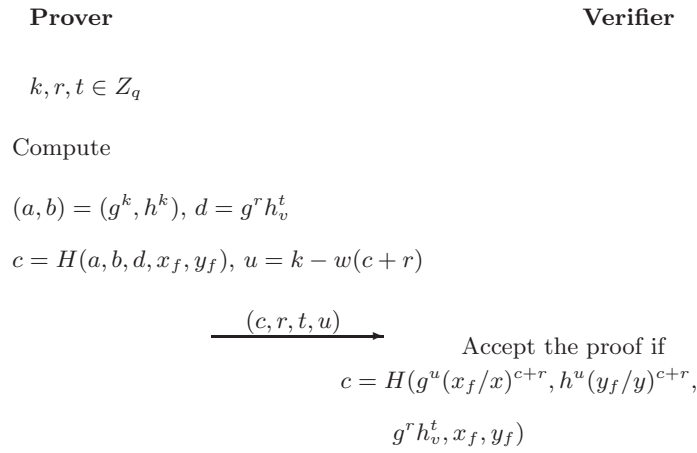 Prover Verifier
k, r, t ∈ Z_q
Compute
(a, b) = (g^k, h^k), d = g^r h_v^t
c = H(a, b, d, x_f, y_f), u = k − w(c + r)
(c, r, t, u)
Accept the proof if
c = H(g^u(x_f/x)^{c+r}, h^u(y_f/y)^{c+r},
g^r h_v^t, x_f, y_f)